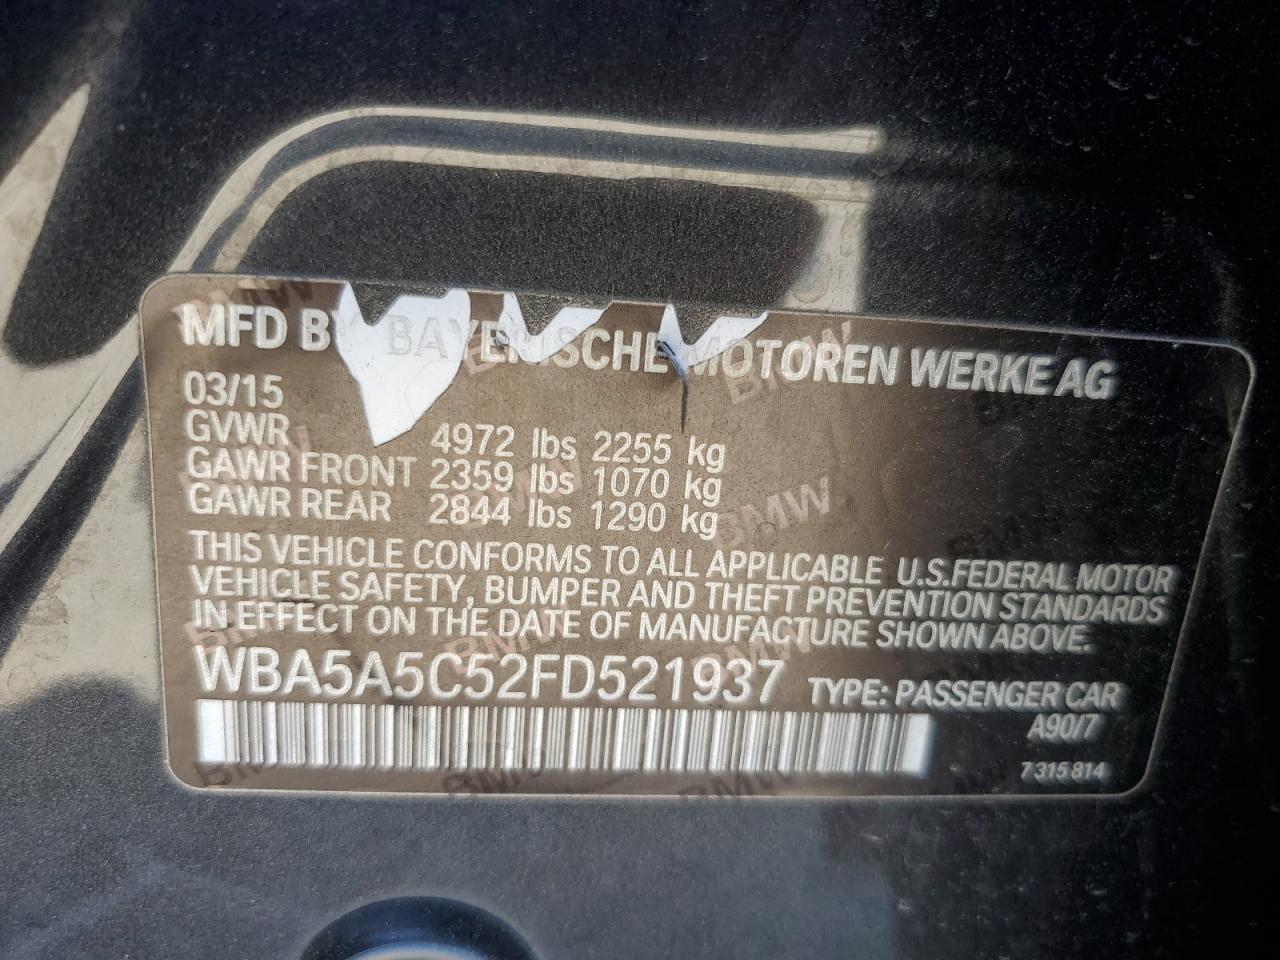 MFD BY BAYERISCHE MOTOREN WERKE AG
03/15
GVWR 4972 lbs 2255 kg
GAWR FRONT 2359 lbs 1070 kg
GAWR REAR 2844 lbs 1290 kg
THIS VEHICLE CONFORMS TO ALL APPLICABLE U.S.FEDERAL MOTOR
VEHICLE SAFETY, BUMPER AND THEFT PREVENTION STANDARDS
IN EFFECT ON THE DATE OF MANUFACTURE SHOWN ABOVE.
WBA5A5C52FD521937 TYPE: PASSENGER CAR
A90/7
7 315 814